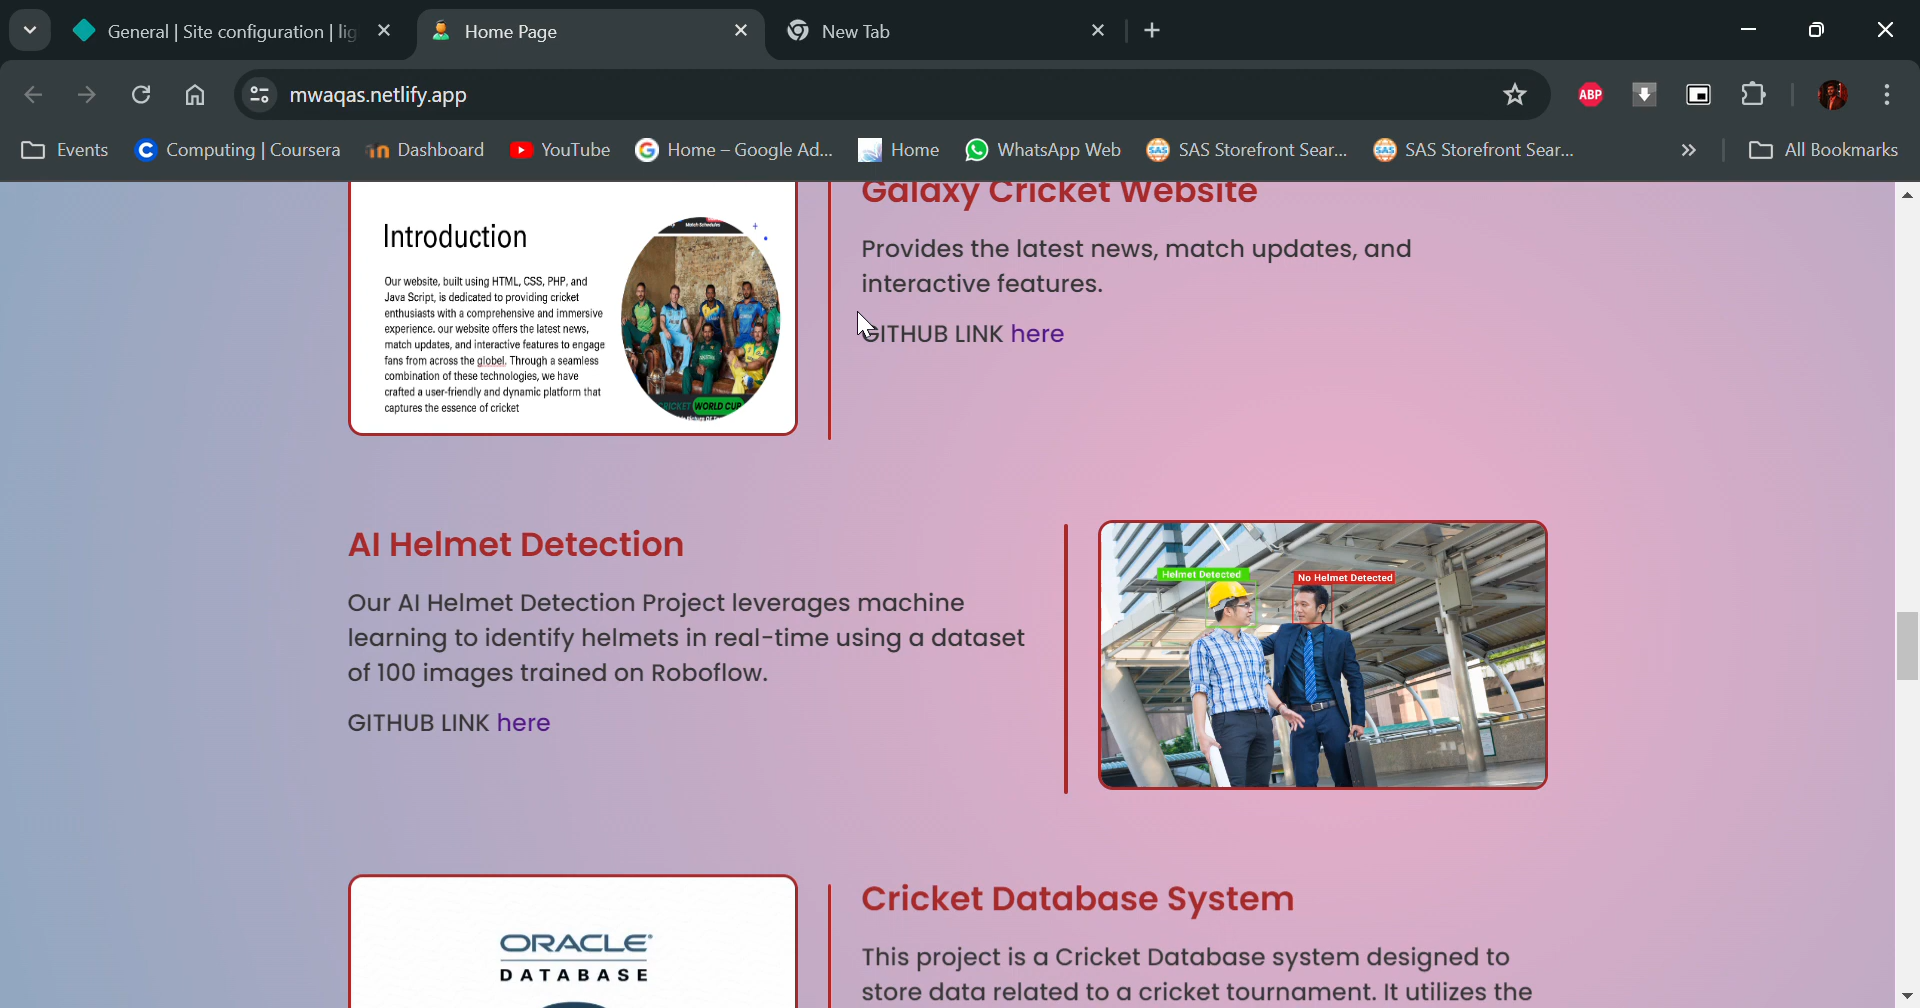 General | Site configuration | lig
Home Page
New Tab
mwaqas.netlify.app
ABP
Events
Computing | Coursera
Dashboard
YouTube
Home – Google Ad...
Home
WhatsApp Web
SAS Storefront Sear...
SAS Storefront Sear...
All Bookmarks
Introduction
Our website, built using HTML, CSS, PHP, and
Java Script, is dedicated to providing cricket
enthusiasts with a comprehensive and immersive
experience. our website offers the latest news,
match updates, and interactive features to engage
fans from across the globel. Through a seamless
combination of these technologies, we have
crafted a user-friendly and dynamic platform that
captures the essence of cricket
Match Schedules
CRICKET WORLD CUP
Galaxy Cricket Website
Provides the latest news, match updates, and
interactive features.
GITHUB LINK here
AI Helmet Detection
Our AI Helmet Detection Project leverages machine
learning to identify helmets in real-time using a dataset
of 100 images trained on Roboflow.
GITHUB LINK here
Helmet Detected
No Helmet Detected
ORACLE
DATABASE
Cricket Database System
This project is a Cricket Database system designed to
store data related to a cricket tournament. It utilizes the